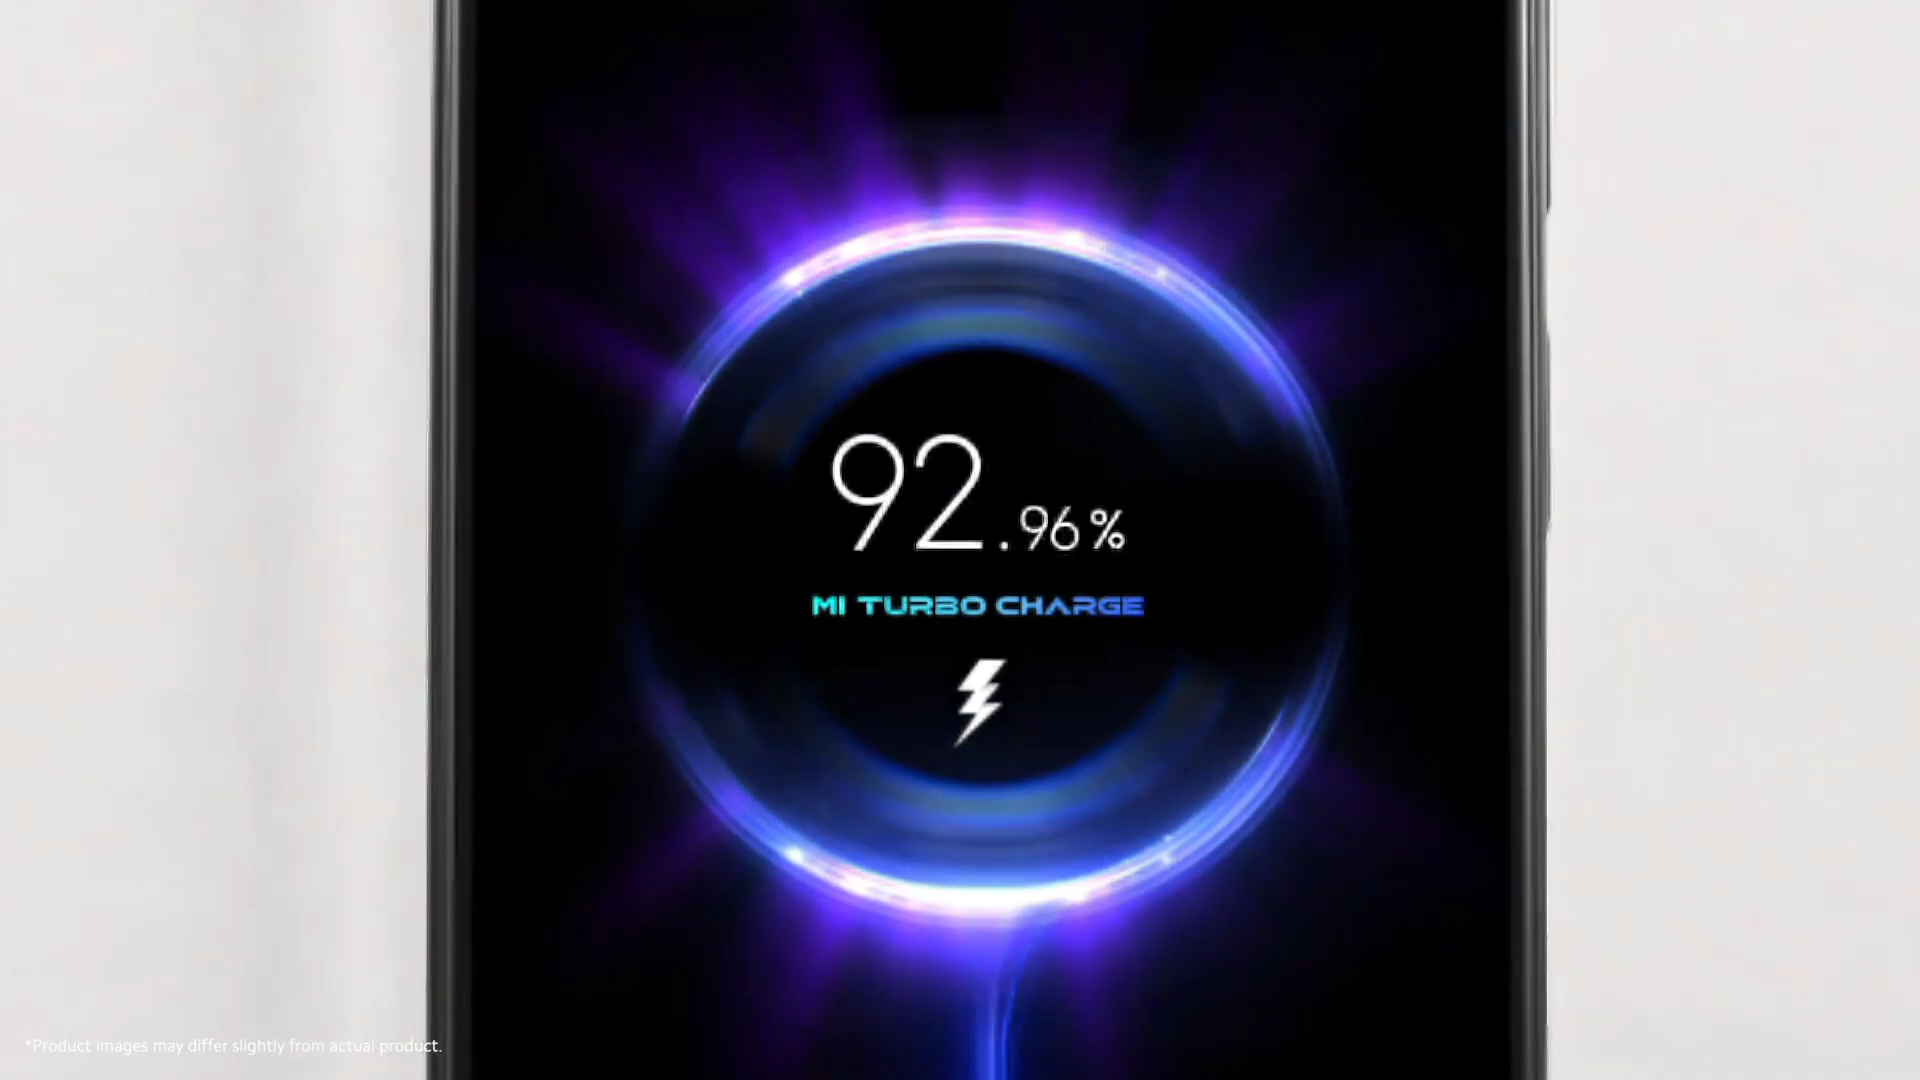 92.96%
MI TURBO CHARGE
*Product images may differ slightly from actual product.